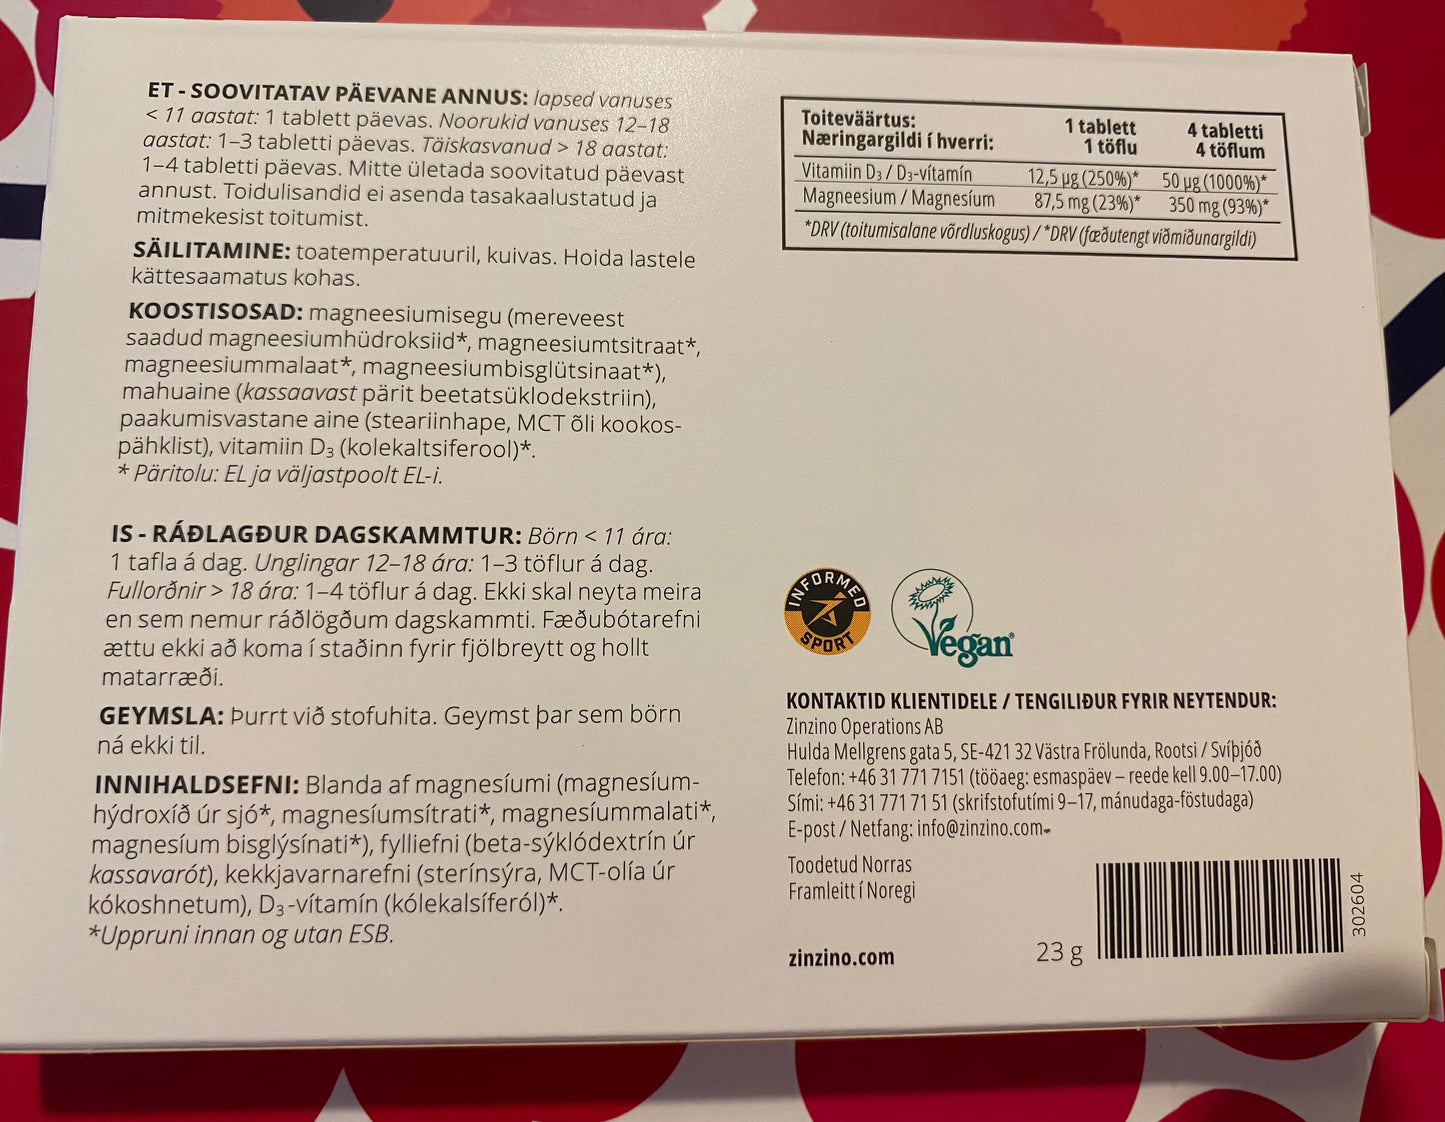 ET - SOOVITATAV PÄEVANE ANNUS: lapsed vanuses
< 11 aastat: 1 tablett päevas. Noorukid vanuses 12–18
aastat: 1–3 tabletti päevas. Täiskasvanud > 18 aastat:
1–4 tabletti päevas. Mitte ületada soovitatud päevast
annust. Toidulisandid ei asenda tasakaalustatud ja
mitmekesist toitumist.
SÄILITAMINE: toatemperatuuril, kuivas. Hoida lastele
kättesaamatus kohas.
KOOSTISOSAD: magneesiumisegu (mereveest
saadud magneesiumhüdroksiid*, magneesiumtsitraat*,
magneesiummalaat*, magneesiumbisglütsinaat*),
mahuaine (kassaavast pärit beetatsüklodekstriin),
paakumisvastane aine (steariinhape, MCT õli kookos-
pähklist), vitamiin D₃ (kolekaltsiferool)*.
* Päritolu: EL ja väljastpoolt EL-i.
IS - RÁÐLAGÐUR DAGSKAMMTUR: Börn < 11 ára:
1 tafla á dag. Unglingar 12–18 ára: 1–3 töflur á dag.
Fullorðnir > 18 ára: 1–4 töflur á dag. Ekki skal neyta meira
en sem nemur ráðlögðum dagskammti. Fæðubótarefni
ættu ekki að koma í staðinn fyrir fjölbreytt og hollt
matarræði.
GEYMSLA: Þurrt við stofuhita. Geymst þar sem börn
ná ekki til.
INNIHALDSEFNI: Blanda af magnesíumi (magnesíum-
hýdroxíð úr sjó*, magnesíumsítrati*, magnesíummalati*,
magnesíum bisglýsínati*), fylliefni (beta-sýklódextrín úr
kassavarót), kekkjavarnarefni (sterínsýra, MCT-olía úr
kókoshnetum), D₃-vítamín (kólekalsíferól)*.
*Uppruni innan og utan ESB.
Toiteväärtus: 1 tablett 4 tabletti
Næringargildi í hverri: 1 töflu 4 töflum
Vitamiin D₃ / D₃-vítamín 12,5 µg (250%)* 50 µg (1000%)*
Magneesium / Magnesíum 87,5 mg (23%)* 350 mg (93%)*
*DRV (toitumisalane võrdluskogus) / *DRV (fæðutengt viðmiðunargildi)
INFORMED
SPORT
Vegan®
KONTAKTID KLIENTIDELE / TENGILIÐUR FYRIR NEYTENDUR:
Zinzino Operations AB
Hulda Mellgrens gata 5, SE-421 32 Västra Frölunda, Rootsi / Svíþjóð
Telefon: +46 31 771 7151 (tööaeg: esmaspäev – reede kell 9.00–17.00)
Sími: +46 31 771 71 51 (skrifstofutími 9–17, mánudaga-föstudaga)
E-post / Netfang: info@zinzino.com
Toodetud Norras
Framleitt í Noregi
zinzino.com
23 g
302604